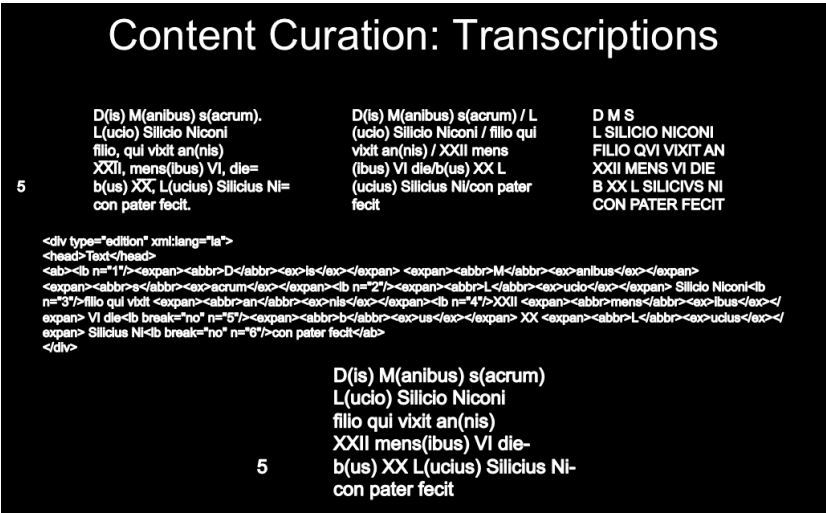 Content Curation: Transcriptions
D(is) M(anibus) s(acrum).
L(ucio) Silicio Niconi
filio, qui vixit an(nis)
X̅X̅I̅I̅, mens(ibus) VI, die=
5 b(us) X̅X̅, L(ucius) Silicius Ni=
con pater fecit.
D(is) M(anibus) s(acrum) / L
(ucio) Silicio Niconi / filio qui
vixit an(nis) / XXII mens
(ibus) VI die/b(us) XX L
(ucius) Silicius Ni/con pater
fecit
D M S
L SILICIO NICONI
FILIO QVI VIXIT AN
XXII MENS VI DIE
B XX L SILICIVS NI
CON PATER FECIT
<div type="edition" xml:lang="la">
<head>Text</head>
<ab><lb n="1"/><expan><abbr>D</abbr><ex>is</ex></expan> <expan><abbr>M</abbr><ex>anibus</ex></expan>
<expan><abbr>s</abbr><ex>acrum</ex></expan><lb n="2"/><expan><abbr>L</abbr><ex>ucio</ex></expan> Silicio Niconi<lb
n="3"/>filio qui vixit <expan><abbr>an</abbr><ex>nis</ex></expan><lb n="4"/>XXII <expan><abbr>mens</abbr><ex>ibus</ex></
expan> VI die<lb break="no" n="5"/><expan><abbr>b</abbr><ex>us</ex></expan> XX <expan><abbr>L</abbr><ex>ucius</ex></
expan> Silicius Ni<lb break="no" n="6"/>con pater fecit</ab>
</div>
D(is) M(anibus) s(acrum)
L(ucio) Silicio Niconi
filio qui vixit an(nis)
XXII mens(ibus) VI die-
5 b(us) XX L(ucius) Silicius Ni-
con pater fecit